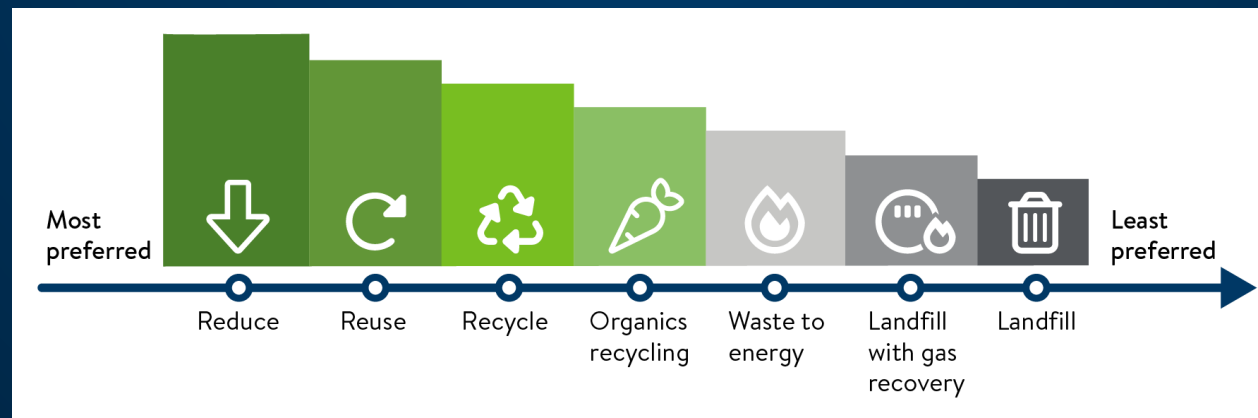 Most
preferred
Least
preferred
Reduce
Reuse
Recycle
Organics
recycling
Waste to
energy
Landfill
with gas
recovery
Landfill